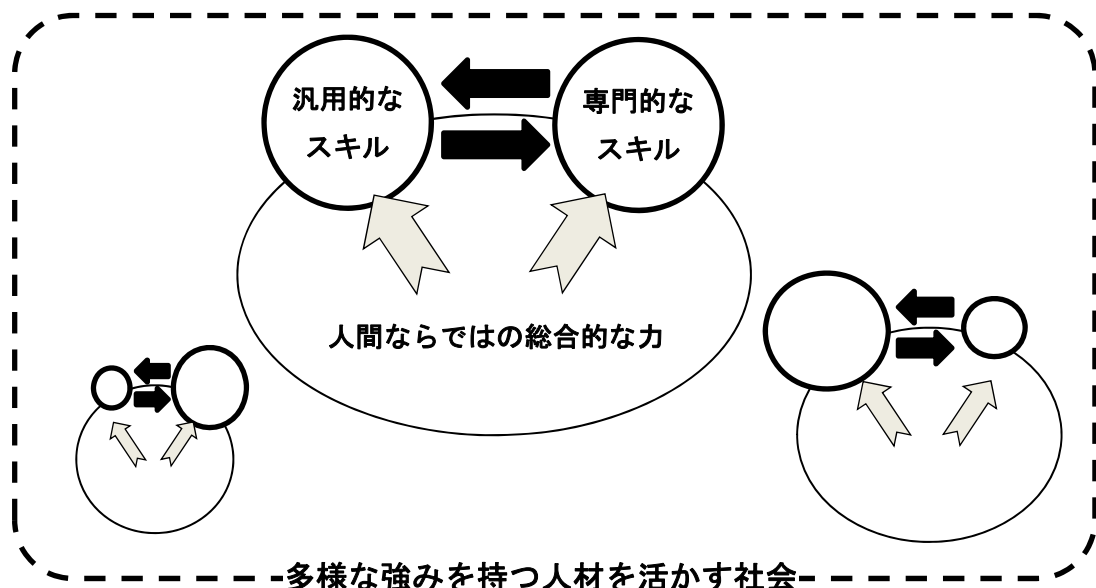 汎用的な
スキル
専門的な
スキル
人間ならではの総合的な力
多様な強みを持つ人材を活かす社会